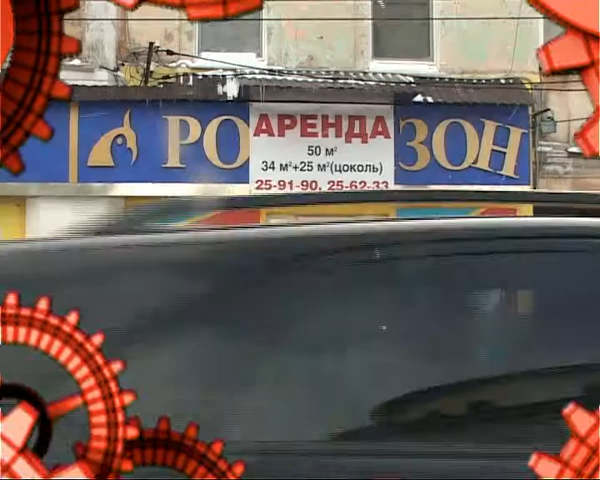 РО
АРЕНДА
50 м²
34 м²+25 м²(цоколь)
25-91-90, 25-62-33
ЗОН